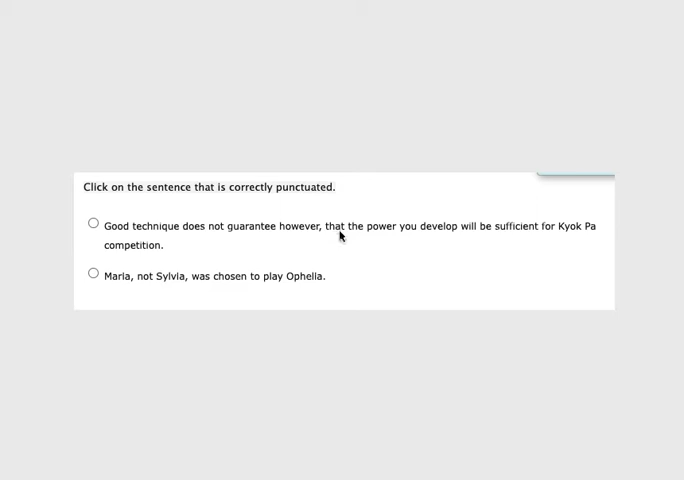 Click on the sentence that is correctly punctuated.
Good technique does not guarantee however, that the power you develop will be sufficient for Kyok Pa
competition.
Marla, not Sylvia, was chosen to play Ophelia.